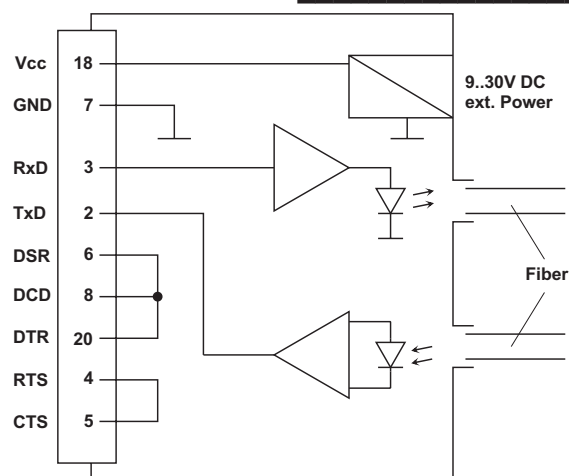 Vcc 18
GND 7
RxD 3
TxD 2
DSR 6
DCD 8
DTR 20
RTS 4
CTS 5
9..30V DC
ext. Power
Fiber